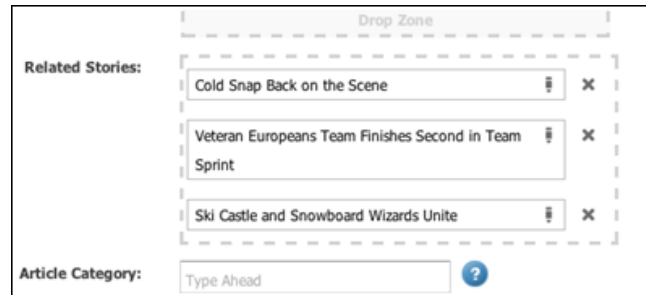 Drop Zone
Related Stories:
Cold Snap Back on the Scene
Veteran Europeans Team Finishes Second in Team
Sprint
Ski Castle and Snowboard Wizards Unite
Article Category:
Type Ahead
?